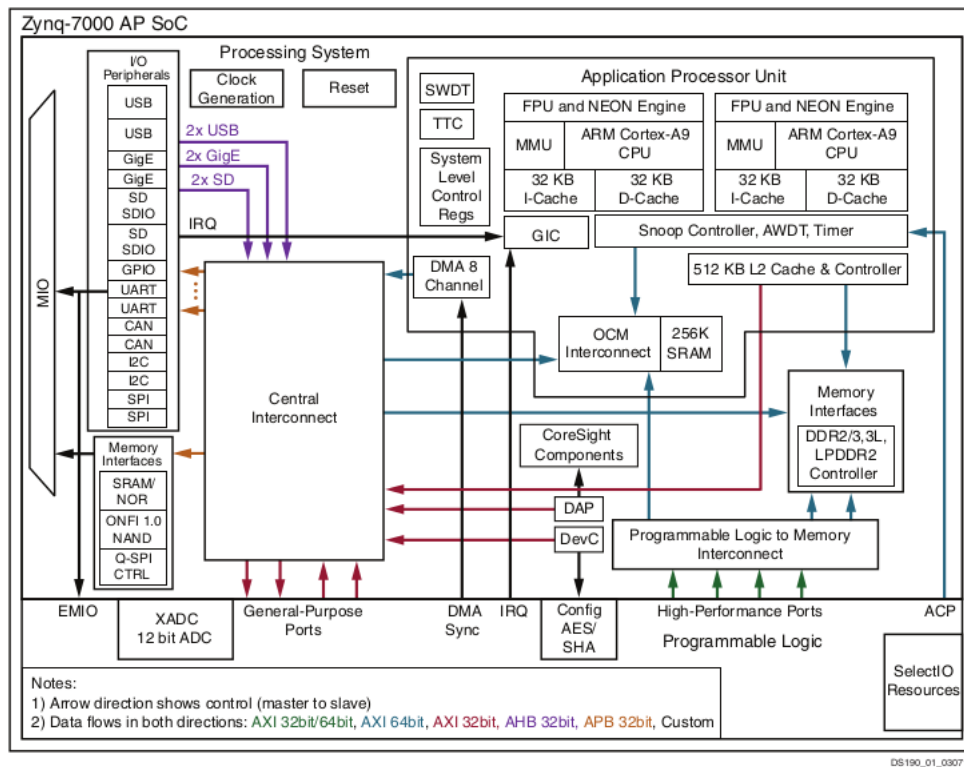 Zynq-7000 AP SoC
Processing System
I/O
Peripherals
USB
USB
GigE
GigE
SD
SDIO
SD
SDIO
GPIO
UART
UART
CAN
CAN
I2C
I2C
SPI
SPI
MIO
Clock
Generation
Reset
2x USB
2x GigE
2x SD
IRQ
Application Processor Unit
SWDT
TTC
System
Level
Control
Regs
FPU and NEON Engine
MMU
ARM Cortex-A9
CPU
32 KB
I-Cache
32 KB
D-Cache
FPU and NEON Engine
MMU
ARM Cortex-A9
CPU
32 KB
I-Cache
32 KB
D-Cache
GIC
Snoop Controller, AWDT, Timer
DMA 8
Channel
512 KB L2 Cache & Controller
OCM
Interconnect
256K
SRAM
Central
Interconnect
Memory
Interfaces
DDR2/3,3L,
LPDDR2
Controller
CoreSight
Components
DAP
DevC
Programmable Logic to Memory
Interconnect
Memory
Interfaces
SRAM/
NOR
ONFI 1.0
NAND
Q-SPI
CTRL
EMIO
XADC
12 bit ADC
General-Purpose
Ports
DMA
Sync
IRQ
Config
AES/
SHA
High-Performance Ports
ACP
Programmable Logic
SelectIO
Resources
Notes:
1) Arrow direction shows control (master to slave)
2) Data flows in both directions: AXI 32bit/64bit, AXI 64bit, AXI 32bit, AHB 32bit, APB 32bit, Custom
DS190_01_0307